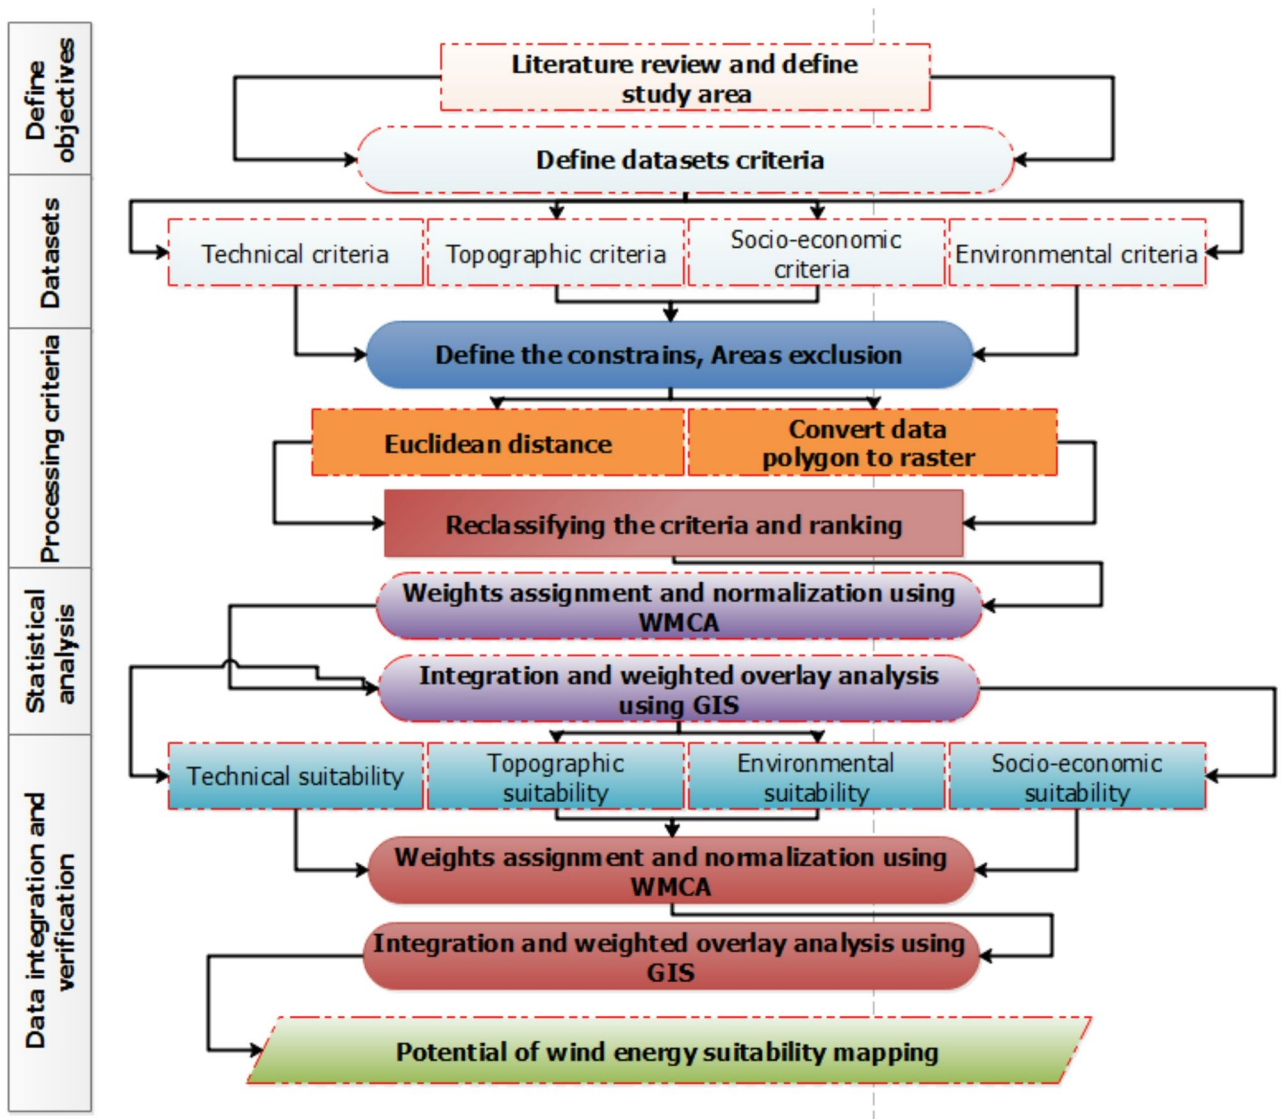 Define
objectives
Literature review and define
study area
Define datasets criteria
Datasets
Technical criteria
Topographic criteria
Socio-economic
criteria
Environmental criteria
Processing criteria
Define the constrains, Areas exclusion
Euclidean distance
Convert data
polygon to raster
Reclassifying the criteria and ranking
Statistical
analysis
Weights assignment and normalization using
WMCA
Integration and weighted overlay analysis
using GIS
Data integration and
verification
Technical suitability
Topographic
suitability
Environmental
suitability
Socio-economic
suitability
Weights assignment and normalization using
WMCA
Integration and weighted overlay analysis using
GIS
Potential of wind energy suitability mapping